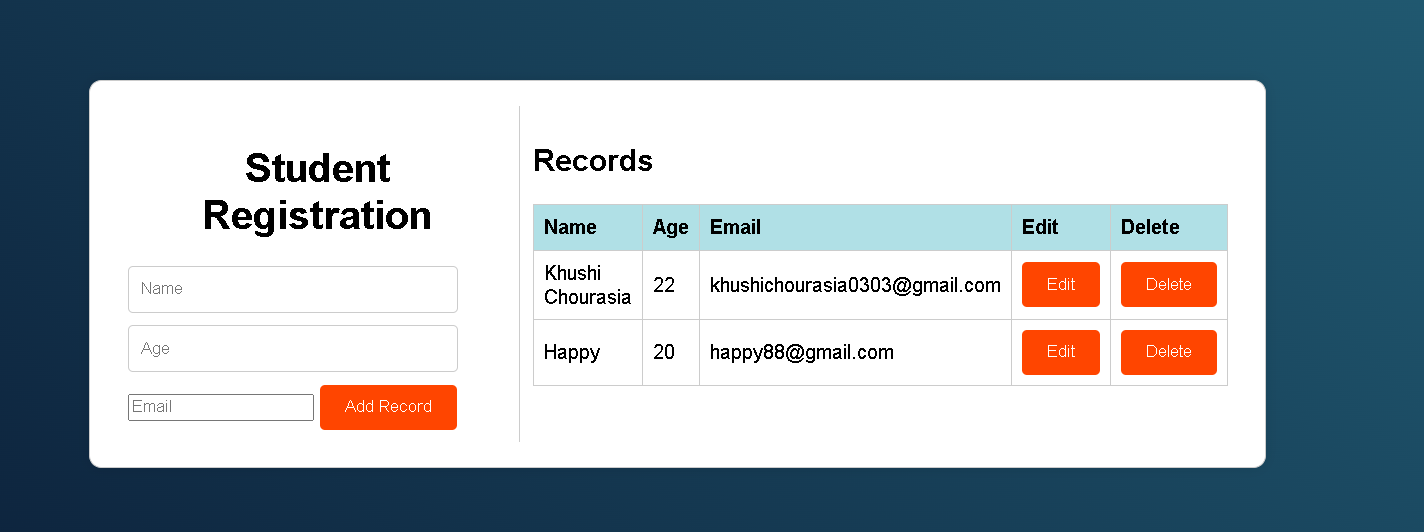 Student
Registration
Name
Age
Email
Add Record
Records
Name Age Email Edit Delete
Khushi
Chourasia 22 khushichourasia0303@gmail.com Edit Delete
Happy 20 happy88@gmail.com Edit Delete